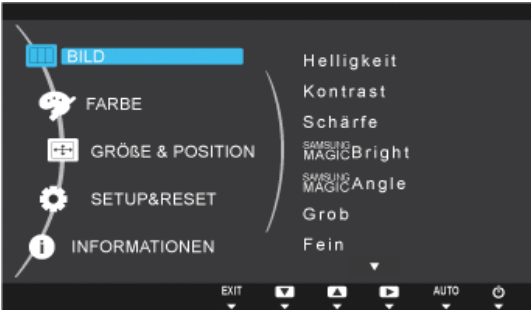 BILD
FARBE
GRÖßE & POSITION
SETUP&RESET
INFORMATIONEN
Helligkeit
Kontrast
Schärfe
SAMSUNG MAGICBright
SAMSUNG MAGICAngle
Grob
Fein
EXIT AUTO